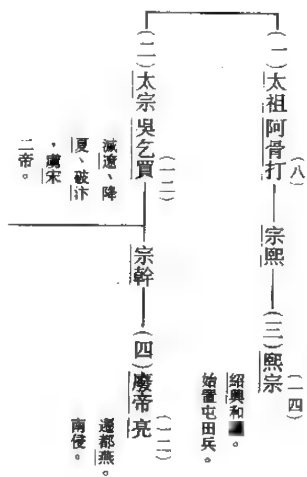 (一)太祖阿骨打
(八)
宗熙
(三)熙宗
(一四)
紹興和。
始置屯田兵。
(二)太宗吳乞買
(一二)
滅遼、降
夏、破汴
,虜宋
二帝。
宗幹
(四)廢帝亮
(一二)
遷都燕。
南侵。